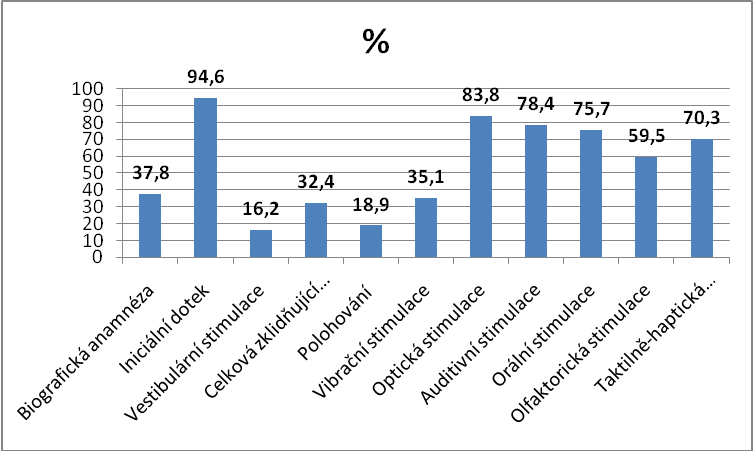 %
100
90
80
70
60
50
40
30
20
10
0
37,8
94,6
16,2
32,4
18,9
35,1
83,8
78,4
75,7
59,5
70,3
Biografická anamnéza
Iniciální dotek
Vestibulární stimulace
Celková zklidňující...
Polohování
Vibrační stimulace
Optická stimulace
Auditivní stimulace
Orální stimulace
Olfaktorická stimulace
Taktilně-haptická...